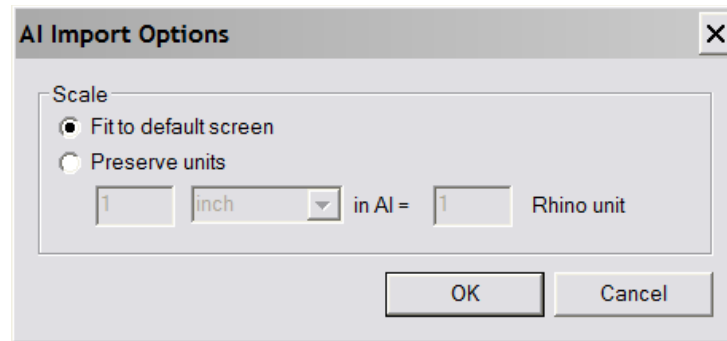 AI Import Options
Scale
Fit to default screen
Preserve units
1 inch in AI = 1 Rhino unit
OK Cancel